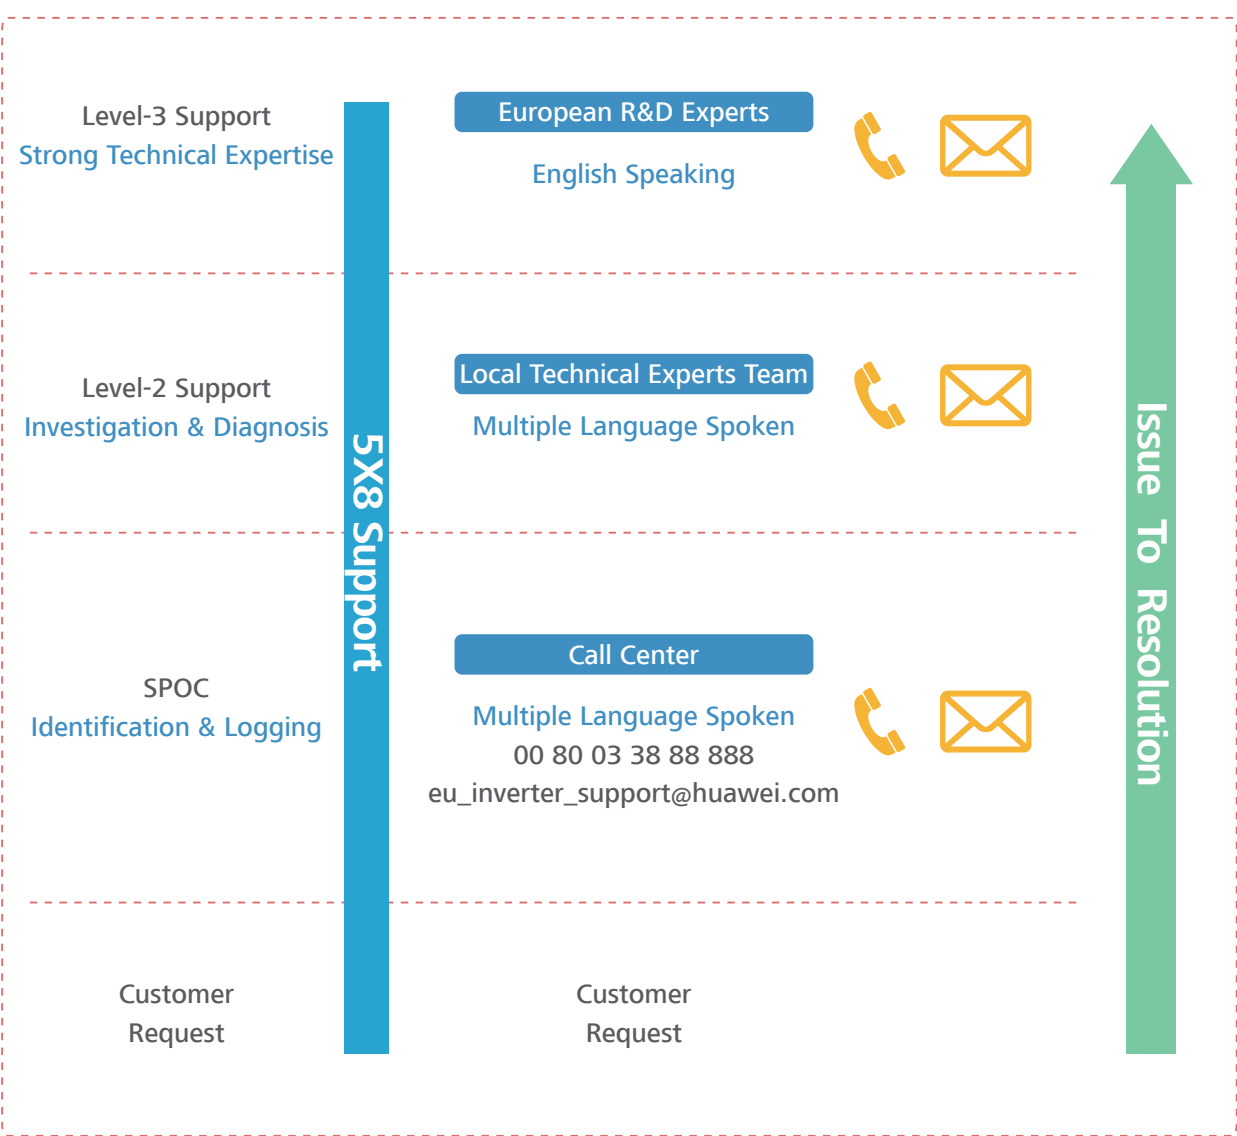 Level-3 Support
Strong Technical Expertise
European R&D Experts
English Speaking
Level-2 Support
Investigation & Diagnosis
Local Technical Experts Team
Multiple Language Spoken
5X8 Support
Issue To Resolution
SPOC
Identification & Logging
Call Center
Multiple Language Spoken
00 80 03 38 88 888
eu_inverter_support@huawei.com
Customer
Request
Customer
Request